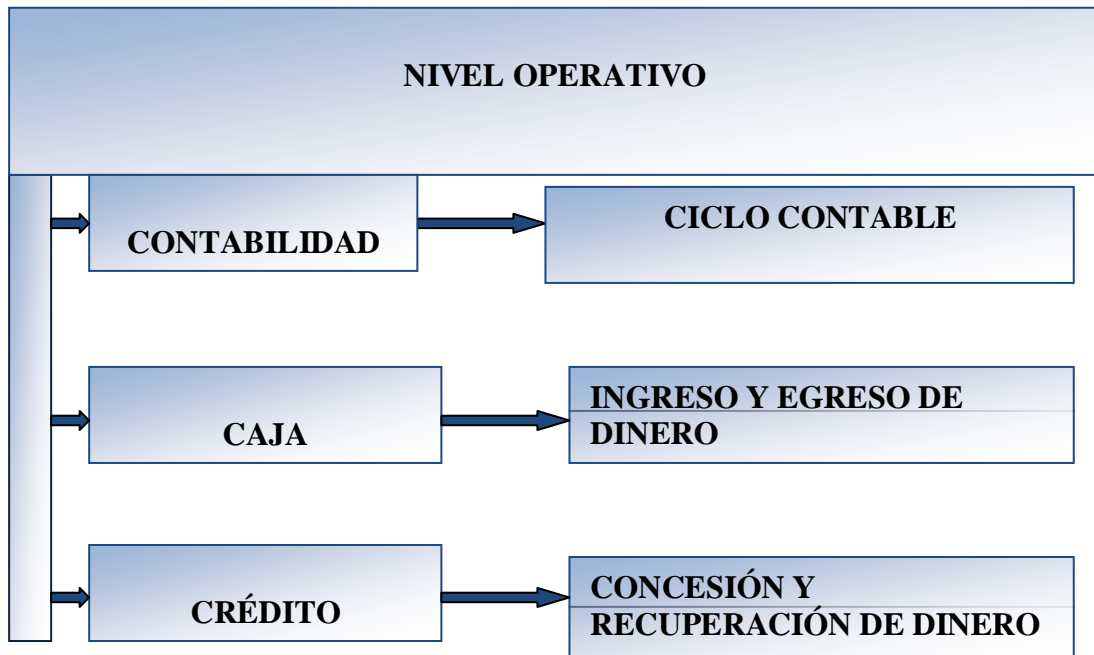 NIVEL OPERATIVO
CONTABILIDAD
CICLO CONTABLE
CAJA
INGRESO Y EGRESO DE
DINERO
CRÉDITO
CONCESIÓN Y
RECUPERACIÓN DE DINERO